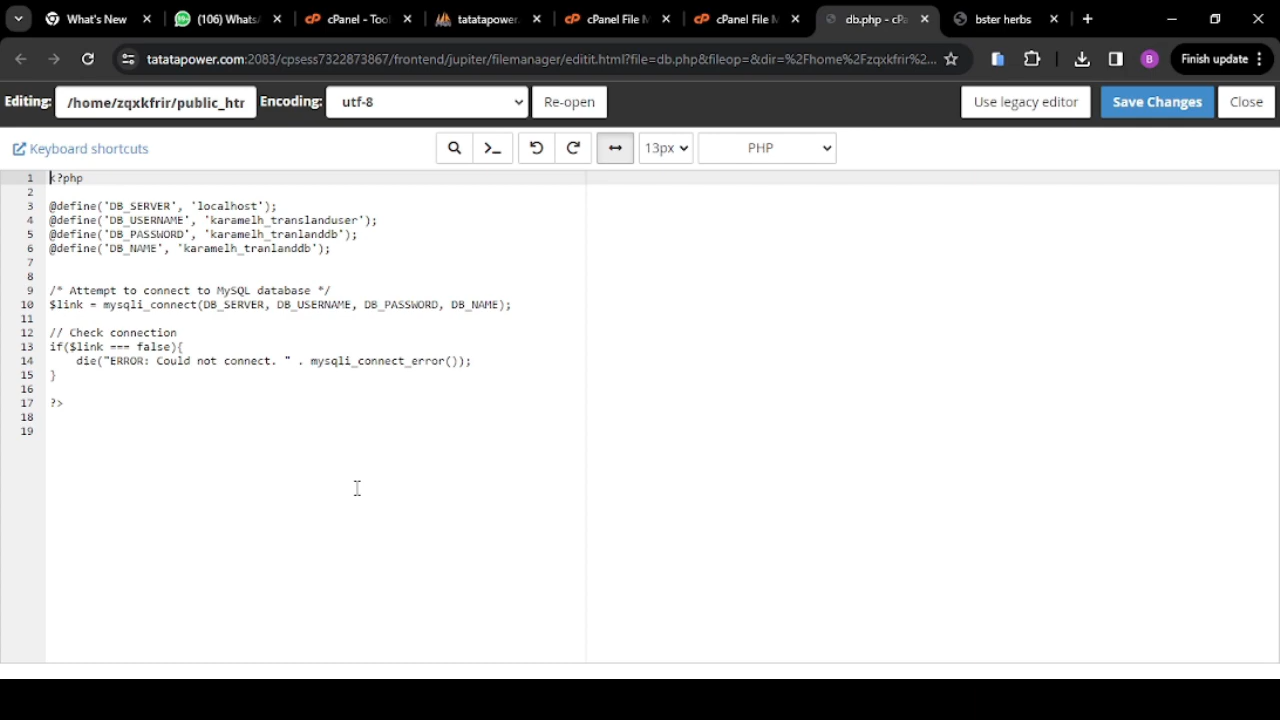 What's New
(106) Whats
cPanel - Tool
tatatapower.
cPanel File M
cPanel File M
db.php - cPa
bster herbs
tatatapower.com:2083/cpsess7322873867/frontend/jupiter/filemanager/editit.html?file=db.php&fileop=&dir=%2Fhome%2Fzqxkfrir%2...
B
Finish update
Editing: /home/zqxkfrir/public_htr Encoding: utf-8 Re-open Use legacy editor Save Changes Close
Keyboard shortcuts 13px PHP
1 <?php
2
3 @define('DB_SERVER', 'localhost');
4 @define('DB_USERNAME', 'karamelh_translanduser');
5 @define('DB_PASSWORD', 'karamelh_tranlanddb');
6 @define('DB_NAME', 'karamelh_tranlanddb');
7
8
9 /* Attempt to connect to MySQL database */
10 $link = mysqli_connect(DB_SERVER, DB_USERNAME, DB_PASSWORD, DB_NAME);
11
12 // Check connection
13 if($link === false){
14 die("ERROR: Could not connect. " . mysqli_connect_error());
15 }
16
17 ?>
18
19